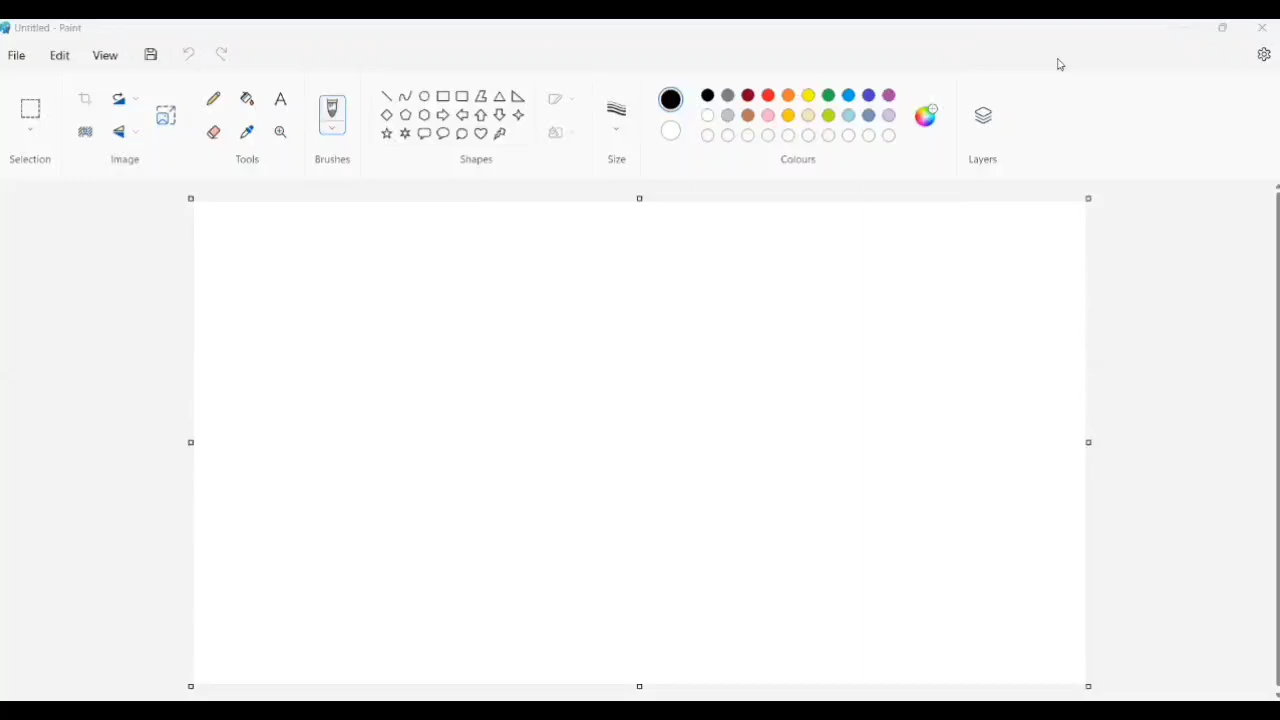 Untitled - Paint
File Edit View
Selection Image Tools Brushes Shapes Size Colours Layers